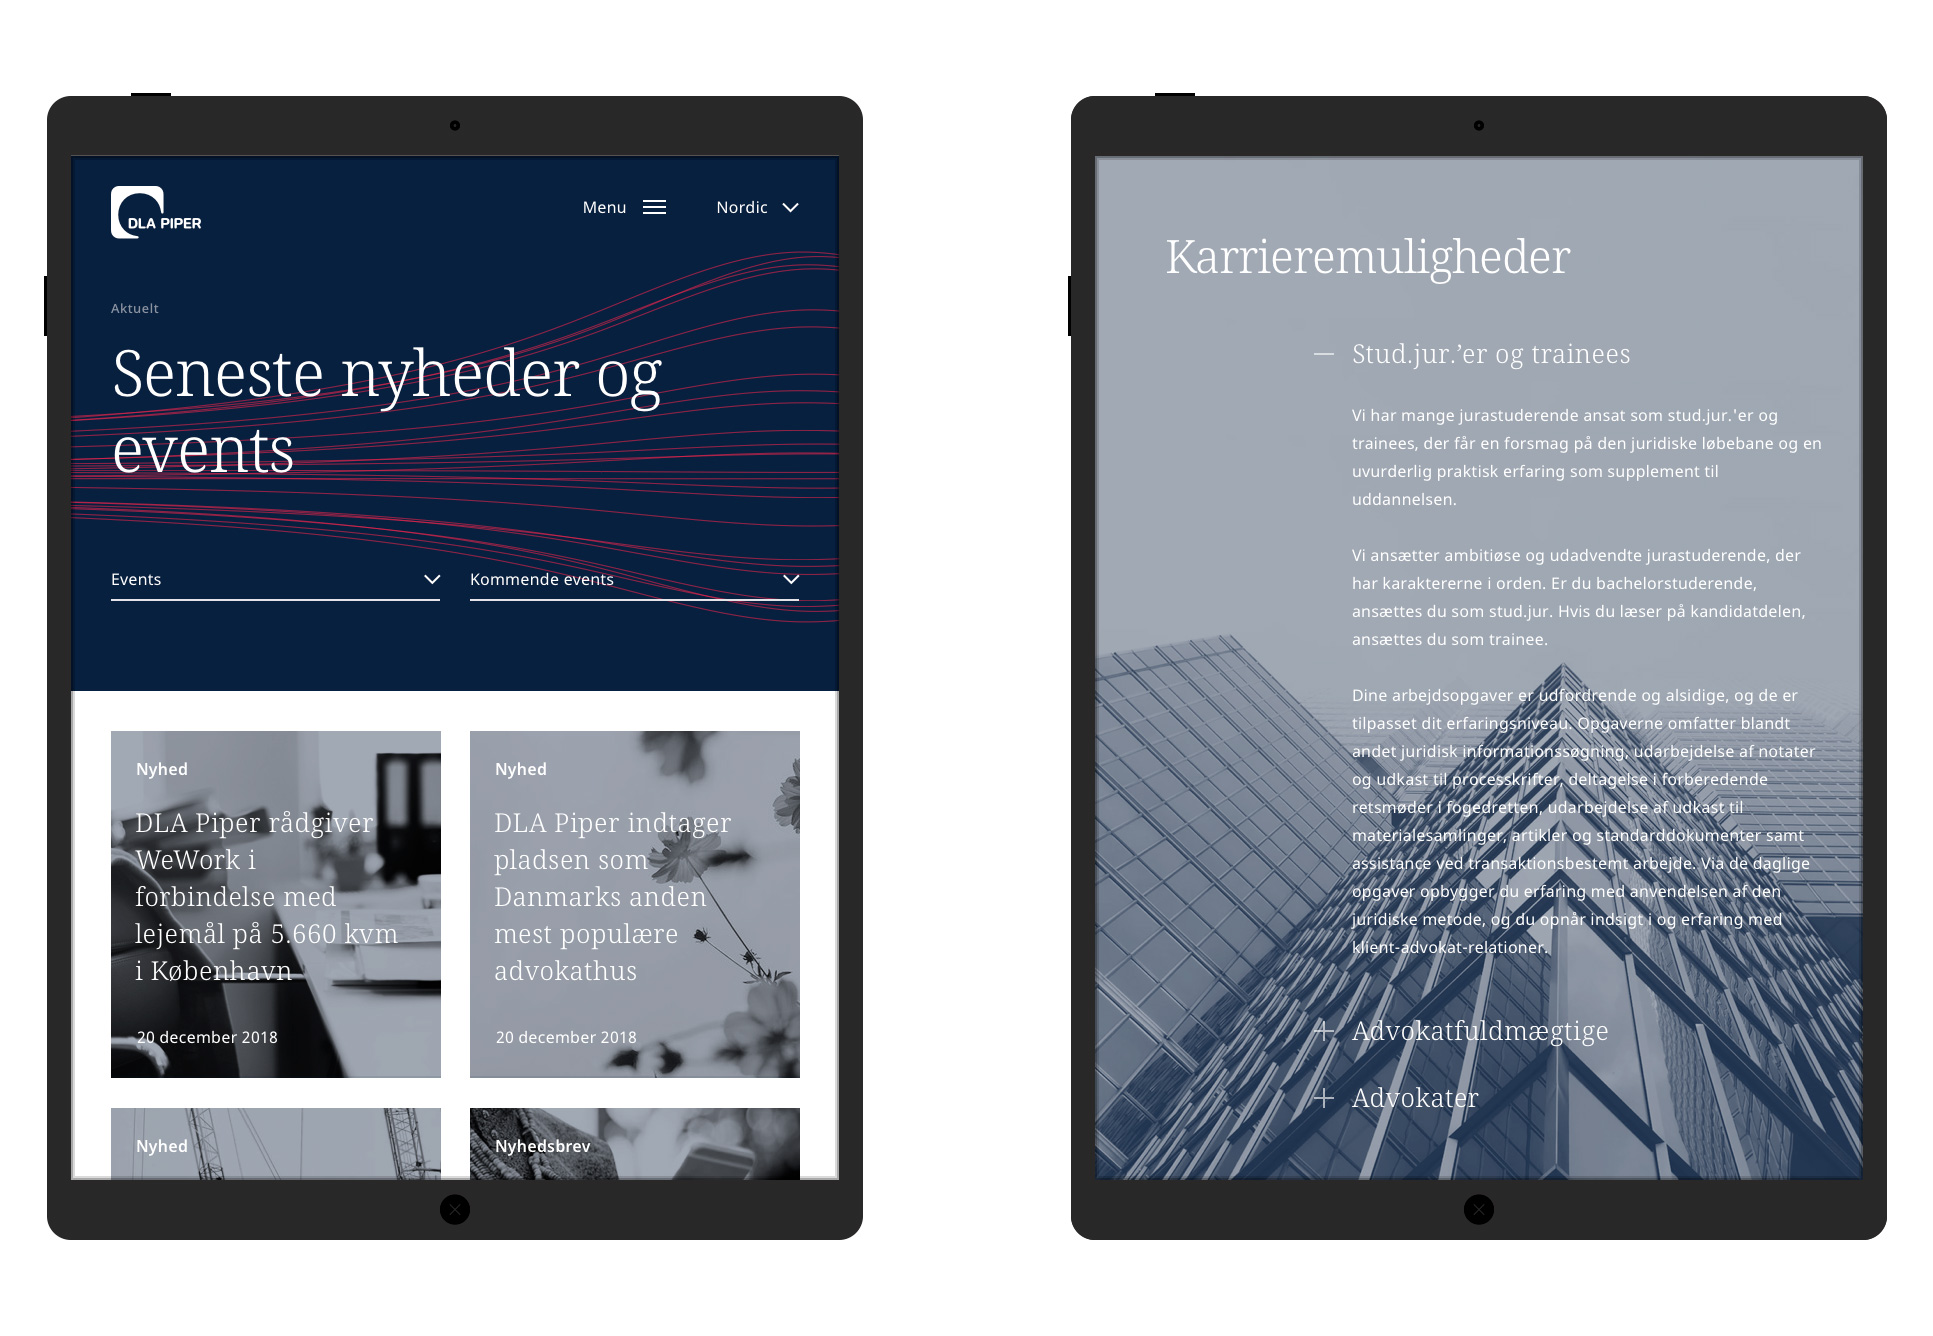 DLA PIPER
Menu
Nordic
Aktuelt
Seneste nyheder og
events
Events
Kommende events
Nyhed
DLA Piper rådgiver
WeWork i
forbindelse med
lejemål på 5.660 kvm
i København
20 december 2018
Nyhed
DLA Piper indtager
pladsen som
Danmarks anden
mest populære
advokathus
20 december 2018
Nyhed
Nyhedsbrev
Karrieremuligheder
Stud.jur.’er og trainees
Vi har mange jurastuderende ansat som stud.jur.'er og
trainees, der får en forsmag på den juridiske løbebane og en
uvurderlig praktisk erfaring som supplement til
uddannelsen.
Vi ansætter ambitiøse og udadvendte jurastuderende, der
har karaktererne i orden. Er du bachelorstuderende,
ansættes du som stud.jur. Hvis du læser på kandidatdelen,
ansættes du som trainee.
Dine arbejdsopgaver er udfordrende og alsidige, og de er
tilpasset dit erfaringsniveau. Opgaverne omfatter blandt
andet juridisk informationssøgning, udarbejdelse af notater
og udkast til processkrifter, deltagelse i forberedende
retsmøder i fogedretten, udarbejdelse af udkast til
materialesamlinger, artikler og standarddokumenter samt
assistance ved transaktionsbestemt arbejde. Via de daglige
opgaver opbygger du erfaring med anvendelsen af den
juridiske metode, og du opnår indsigt i og erfaring med
klient-advokat-relationer.
Advokatfuldmægtige
Advokater